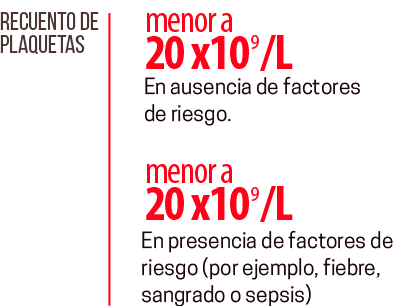 RECUENTO DE
PLAQUETAS
menor a
20 x10⁹/L
En ausencia de factores
de riesgo.
menor a
20 x10⁹/L
En presencia de factores de
riesgo (por ejemplo, fiebre,
sangrado o sepsis)